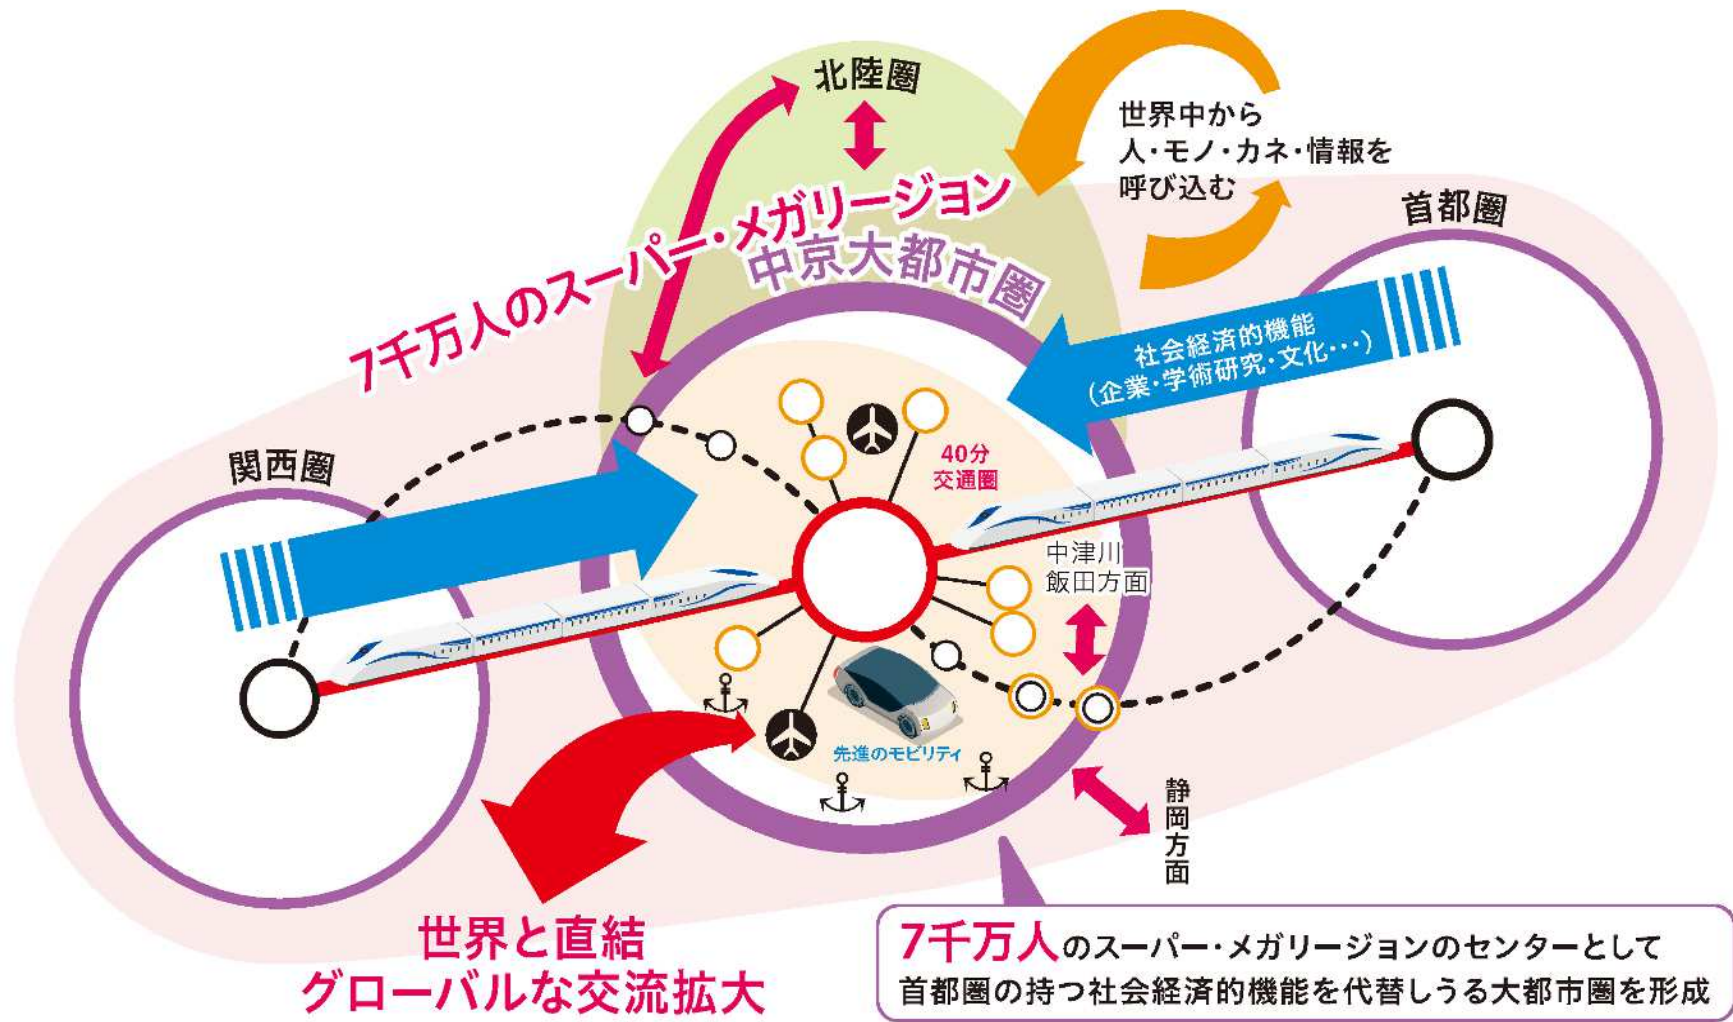 北陸圏
世界中から
人・モノ・カネ・情報を
呼び込む
首都圏
7千万人のスーパー・メガリージョン
中京大都市圏
社会経済的機能
(企業・学術研究・文化・・・)
関西圏
40分
交通圏
中津川
飯田方面
先進のモビリティ
静岡方面
世界と直結
グローバルな交流拡大
7千万人のスーパー・メガリージョンのセンターとして
首都圏の持つ社会経済的機能を代替しうる大都市圏を形成